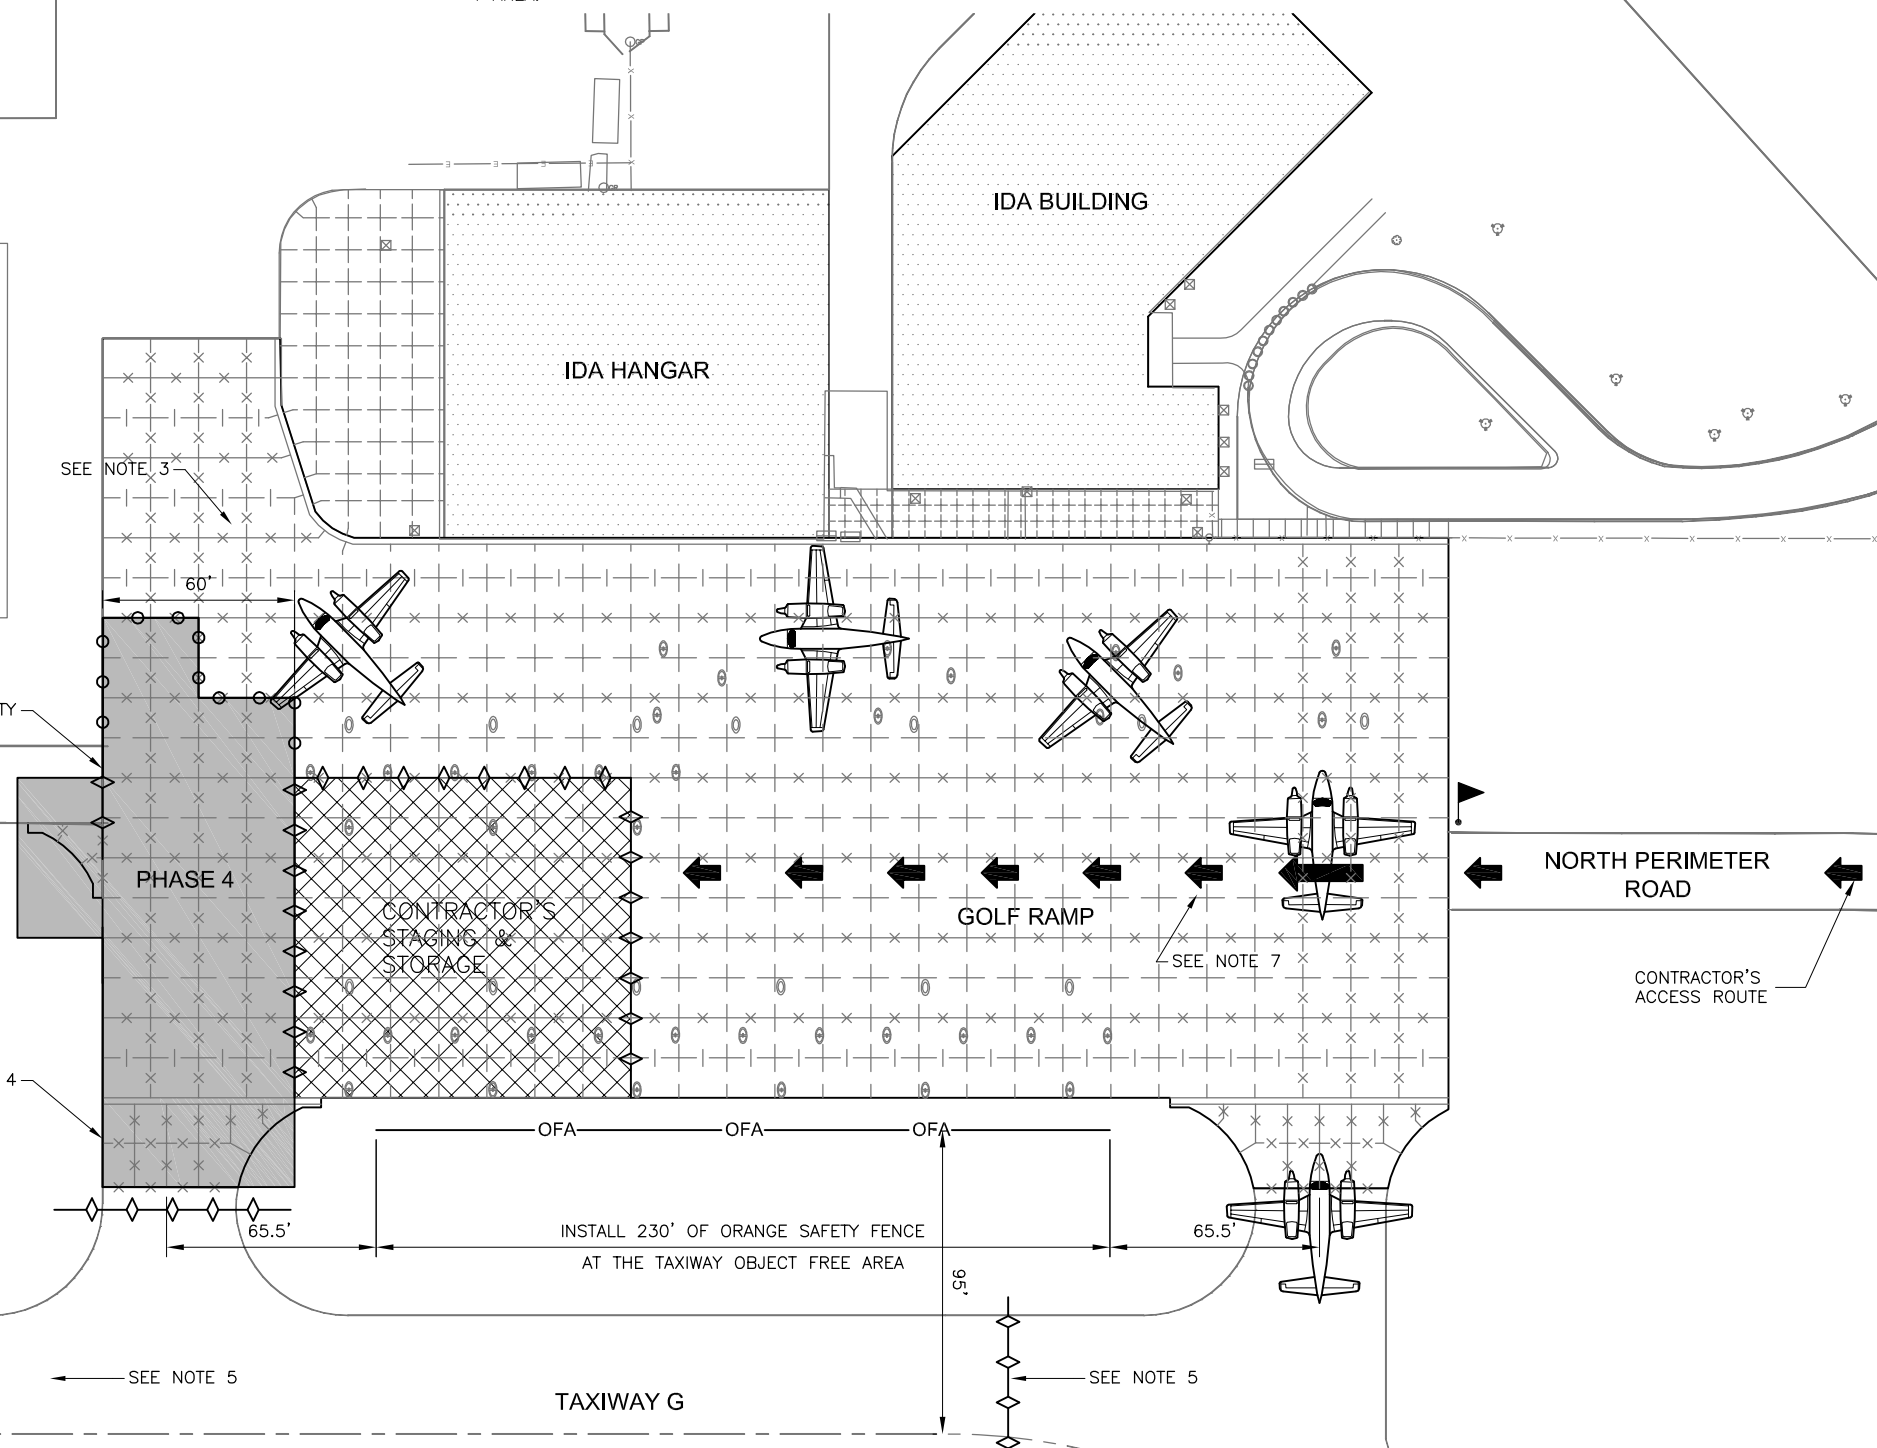 IDA BUILDING
IDA HANGAR
SEE NOTE 3
60'
TY
PHASE 4
CONTRACTOR'S
STAGING &
STORAGE
GOLF RAMP
NORTH PERIMETER
ROAD
SEE NOTE 7
CONTRACTOR'S
ACCESS ROUTE
4
OFA
OFA
OFA
65.5'
INSTALL 230' OF ORANGE SAFETY FENCE
AT THE TAXIWAY OBJECT FREE AREA
65.5'
95'
SEE NOTE 5
SEE NOTE 5
TAXIWAY G